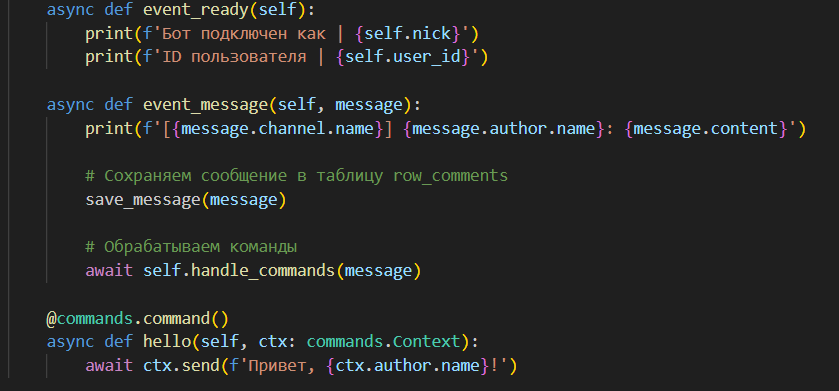 async def event_ready(self):
print(f'Бот подключен как | {self.nick}')
print(f'ID пользователя | {self.user_id}')
async def event_message(self, message):
print(f'[{message.channel.name}] {message.author.name}: {message.content}')
# Сохраняем сообщение в таблицу row_comments
save_message(message)
# Обрабатываем команды
await self.handle_commands(message)
@commands.command()
async def hello(self, ctx: commands.Context):
await ctx.send(f'Привет, {ctx.author.name}!')